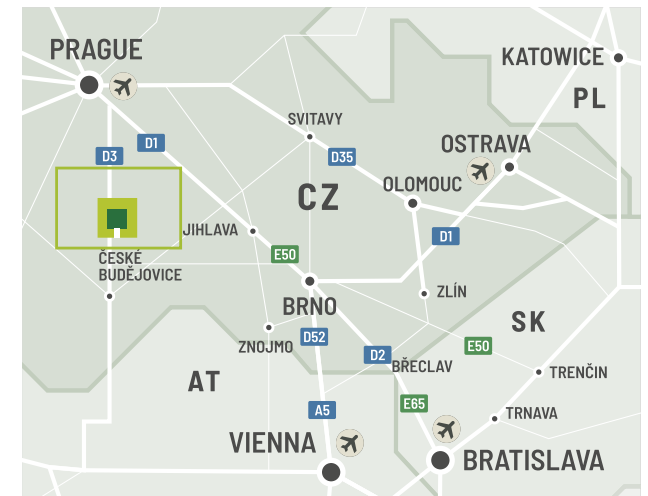 PRAGUE
KATOWICE
PL
SVITAVY
D1
D3
D35
OSTRAVA
OLOMOUC
CZ
JIHLAVA
D1
E50
ČESKÉ
BUDĚJOVICE
ZLÍN
BRNO
SK
D52
ZNOJMO
E50
D2
BŘECLAV
TRENČÍN
AT
E65
A5
TRNAVA
VIENNA
BRATISLAVA